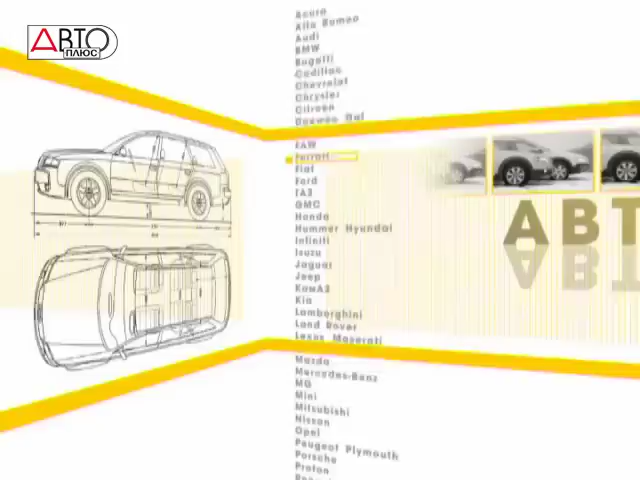 АВТО
ПЛЮС
Acura
Alfa Romeo
Audi
BMW
Bugatti
Cadillac
Chevrolet
Chrysler
Citroen
Daewoo
FAW
Ferrari
Fiat
Ford
ГАЗ
GMC
Honda
Hummer Hyundai
Infiniti
Isuzu
Jaguar
Jeep
КамАЗ
Kia
Lamborghini
Land Rover
Lexus Maserati
Mazda
Mercedes-Benz
MG
Mini
Mitsubishi
Nissan
Opel
Peugeot Plymouth
Porsche
Proton
АВТ